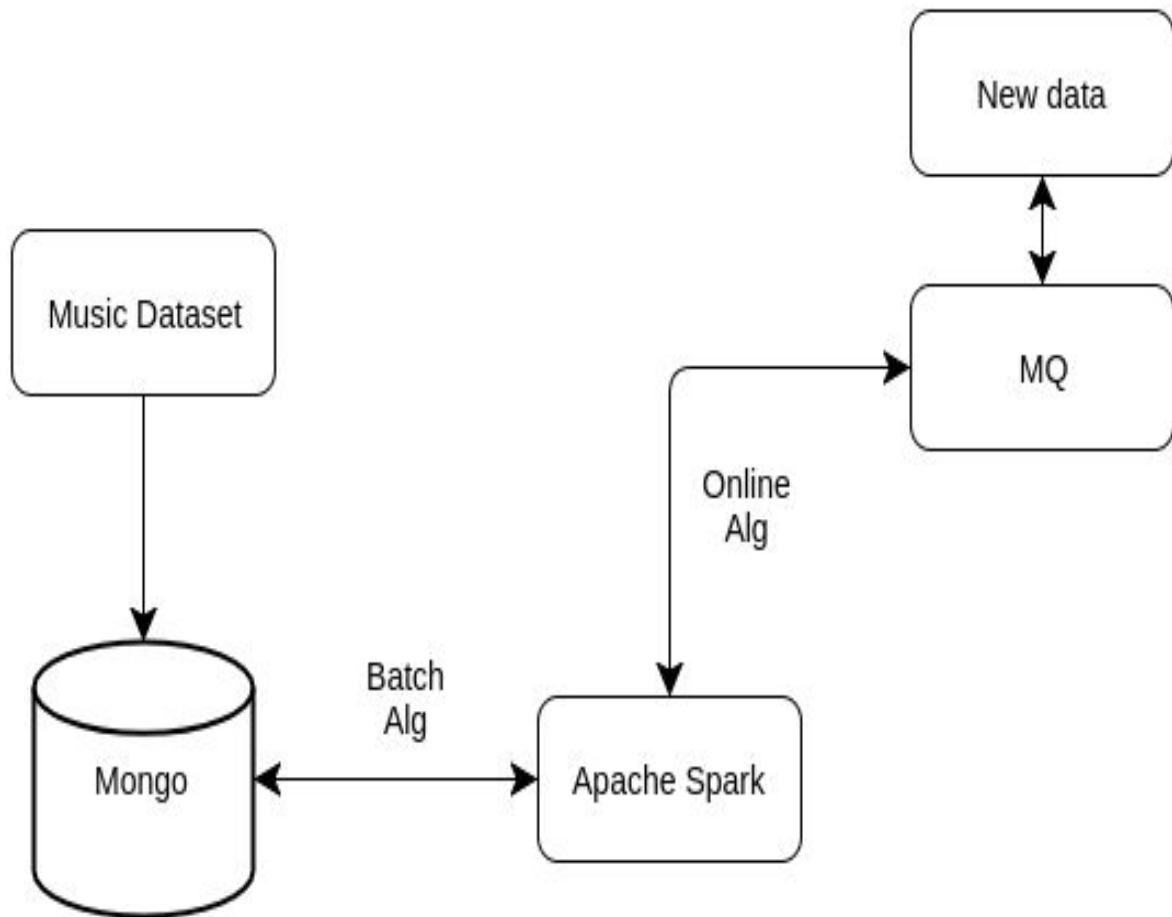 New data
Music Dataset
MQ
Online
Alg
Batch
Alg
Mongo
Apache Spark